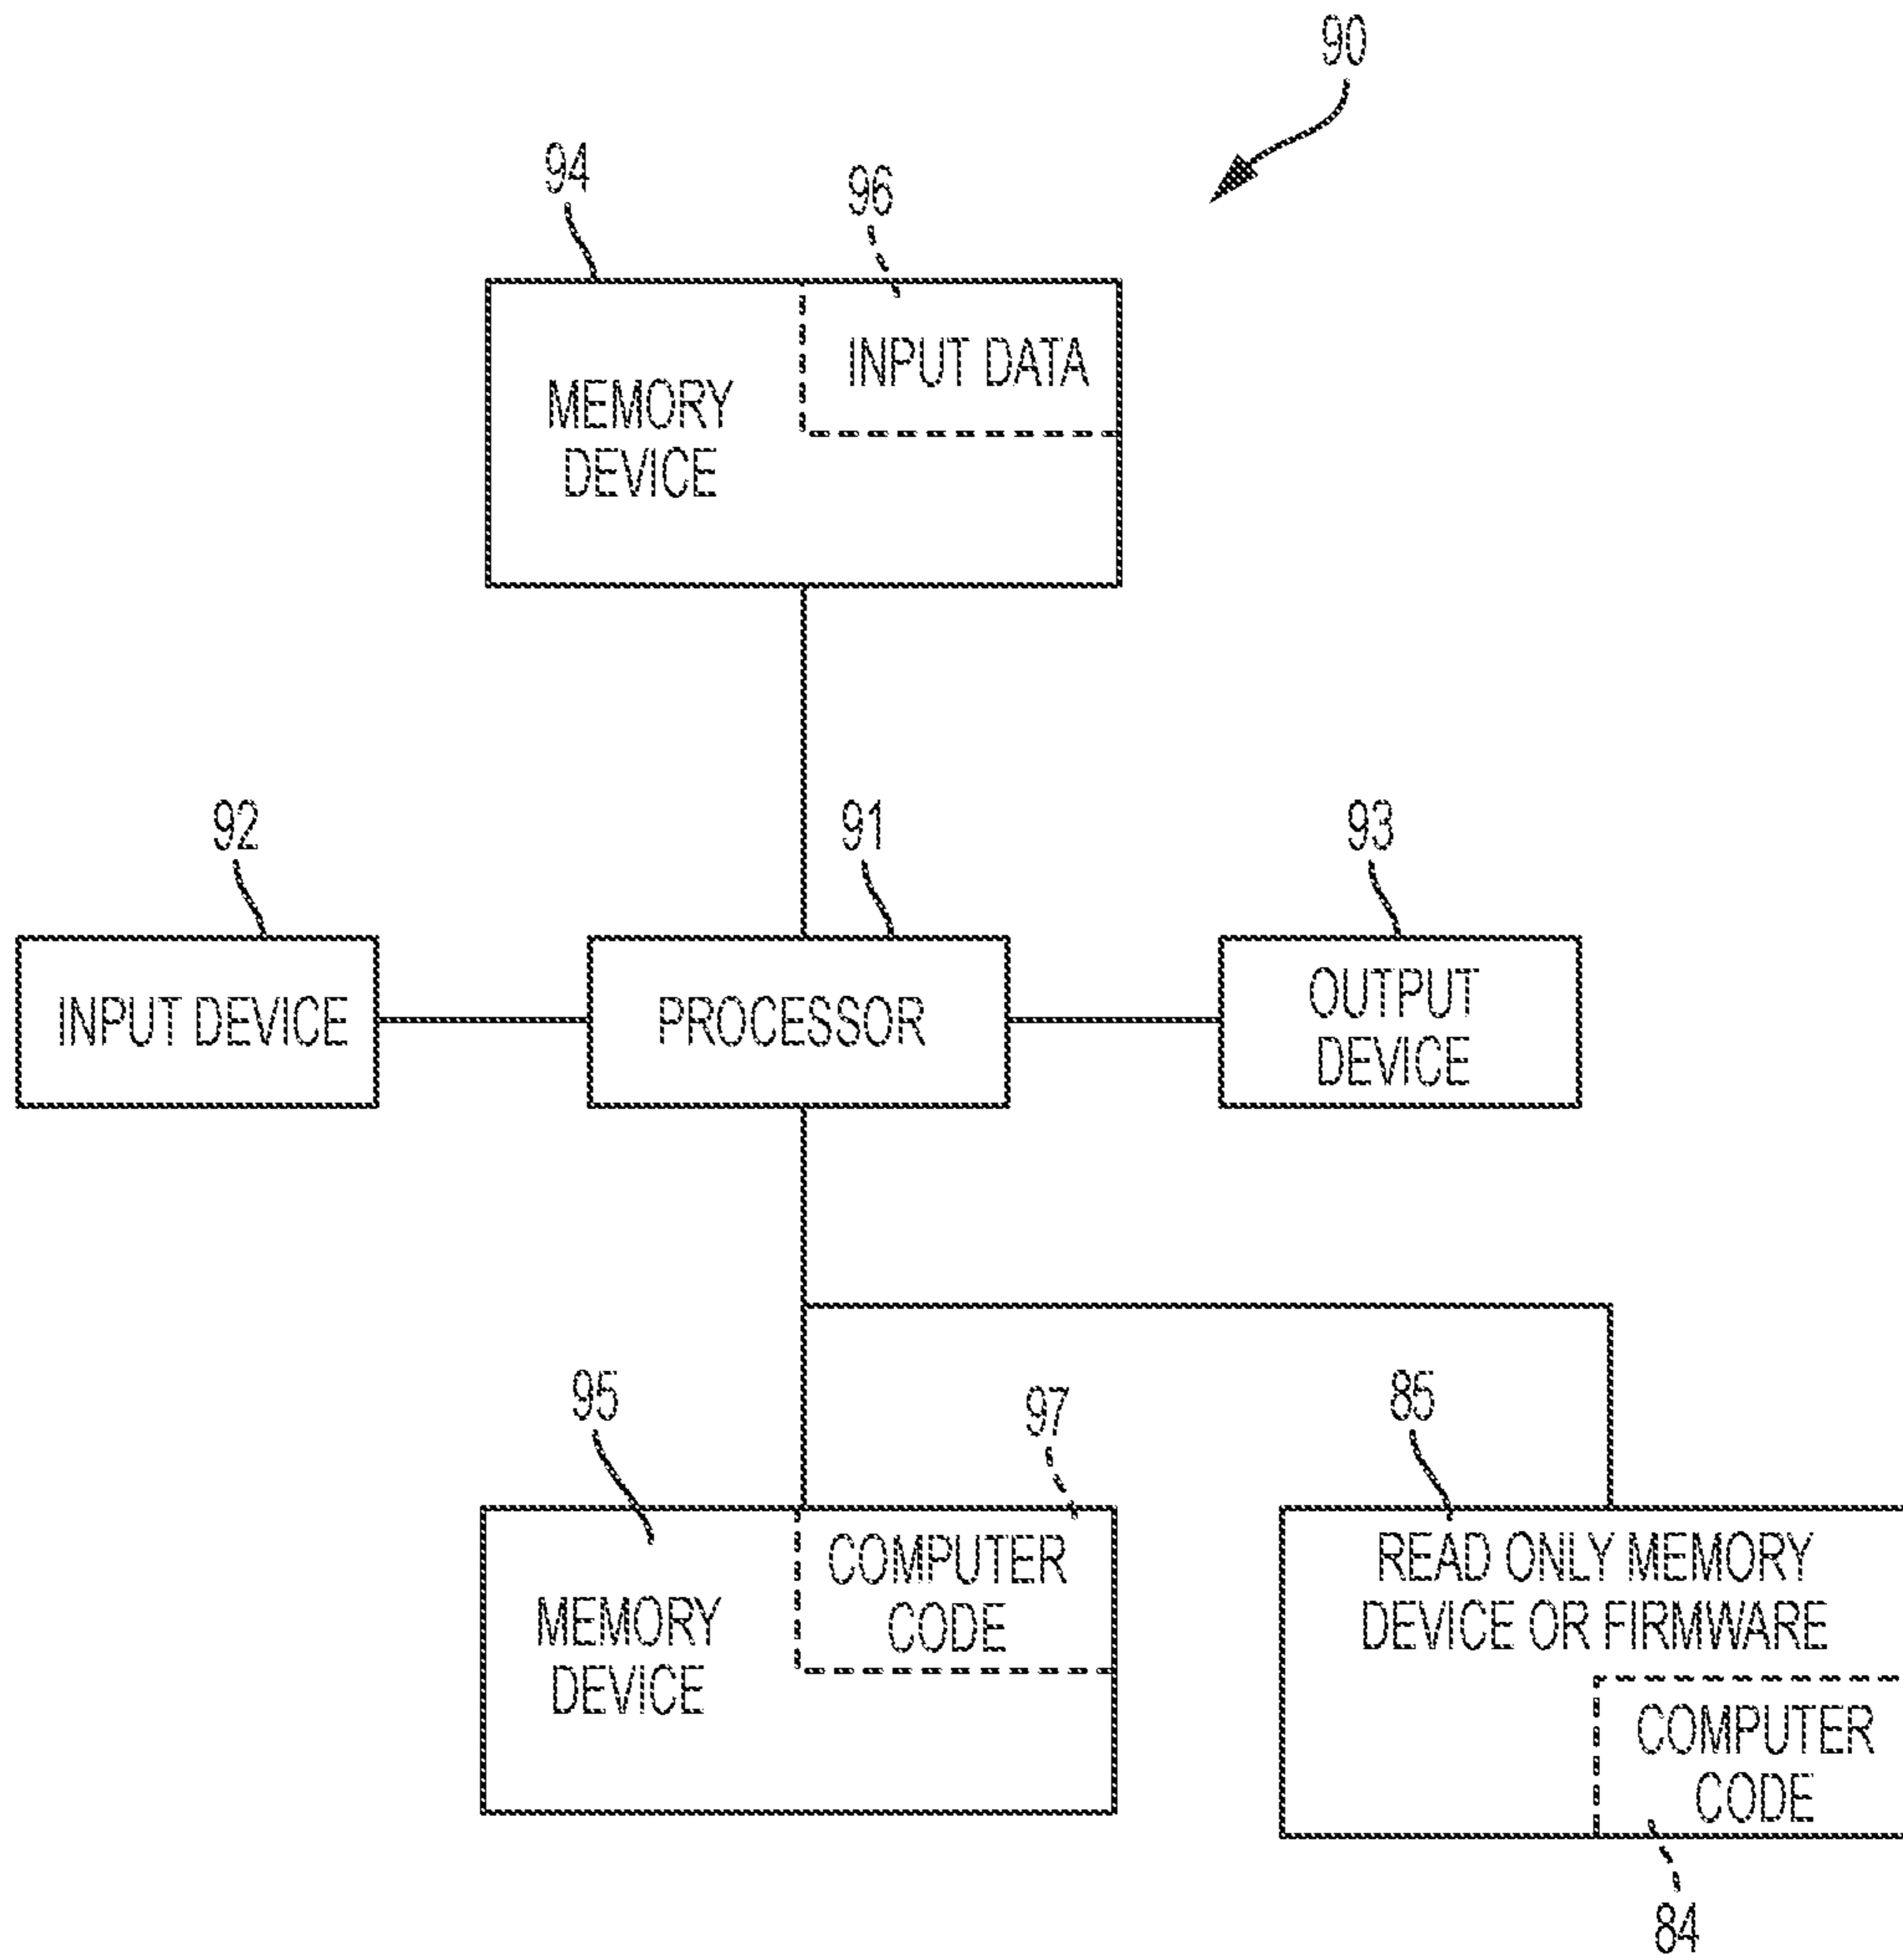 90
94
96
INPUT DATA
MEMORY
DEVICE
92
91
93
INPUT DEVICE
PROCESSOR
OUTPUT
DEVICE
95
97
85
COMPUTER
CODE
MEMORY
DEVICE
READ ONLY MEMORY
DEVICE OR FIRMWARE
COMPUTER
CODE
84